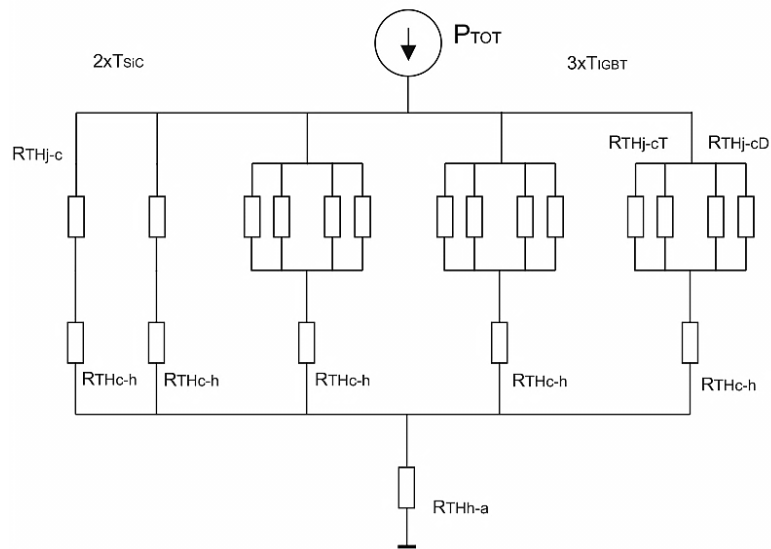 PTOT
2xTSiC
3xTIGBT
RTHj-c
RTHj-cT
RTHj-cD
RTHc-h
RTHc-h
RTHc-h
RTHc-h
RTHc-h
RTHh-a